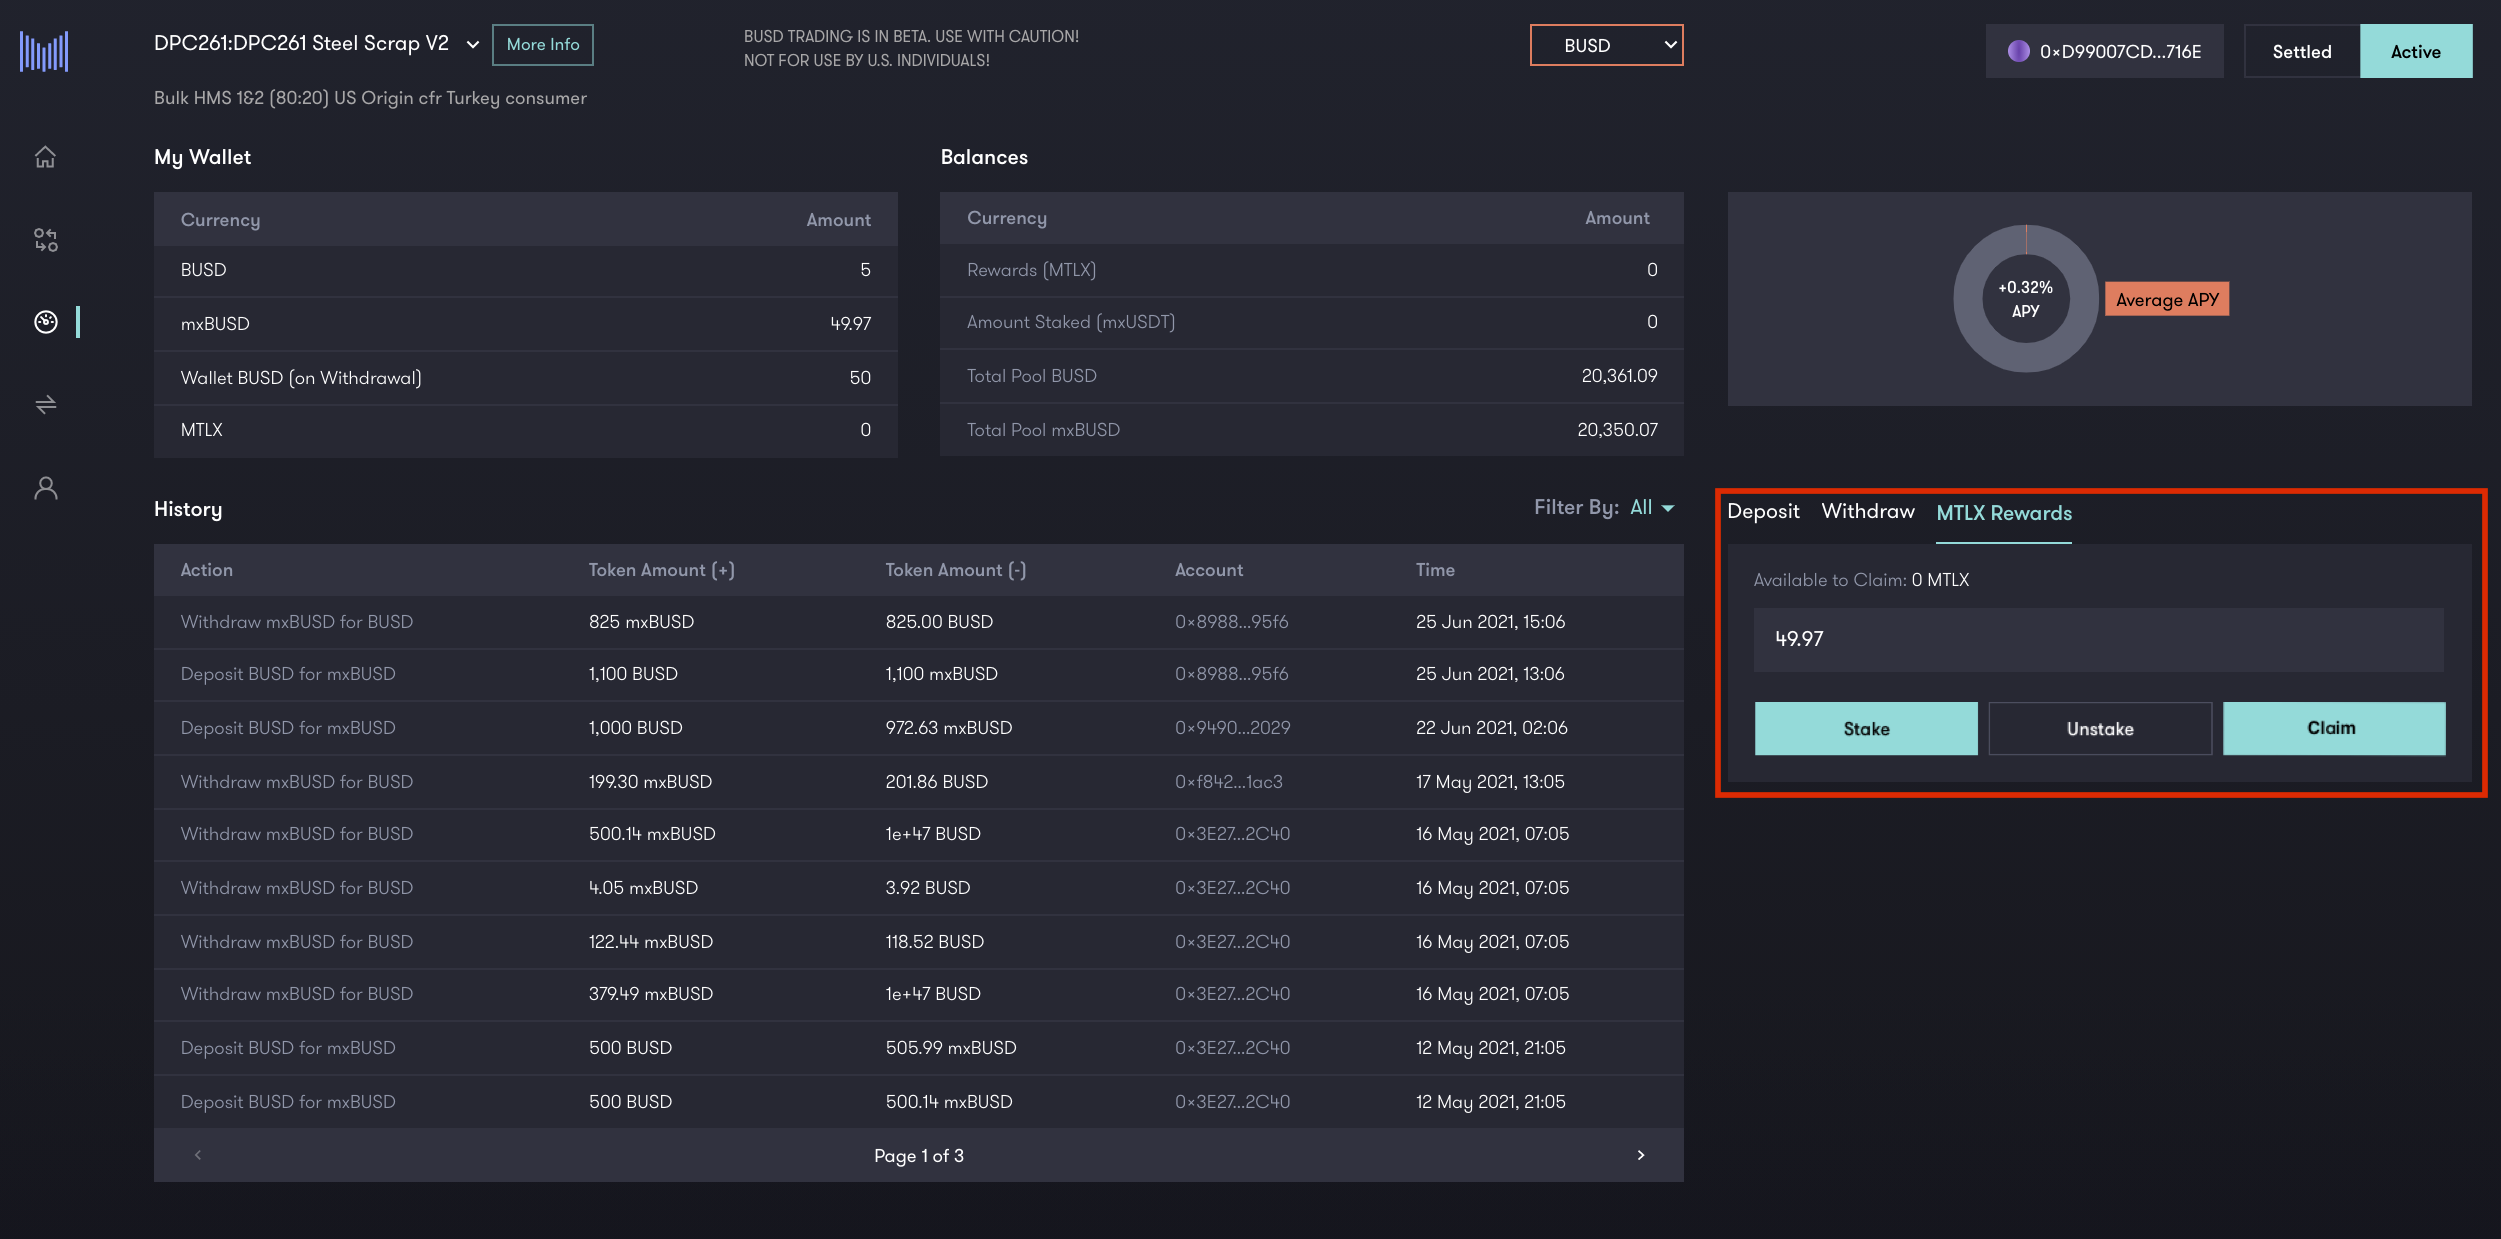 DPC261:DPC261 Steel Scrap V2
More Info
BUSD TRADING IS IN BETA. USE WITH CAUTION!
NOT FOR USE BY U.S. INDIVIDUALS!
BUSD
0×D99007CD...716E
Settled
Active
Bulk HMS 1&2 (80:20) US Origin cfr Turkey consumer
My Wallet
Currency Amount
BUSD 5
mxBUSD 49.97
Wallet BUSD (on Withdrawal) 50
MTLX 0
Balances
Currency Amount
Rewards (MTLX) 0
Amount Staked (mxUSDT) 0
Total Pool BUSD 20,361.09
Total Pool mxBUSD 20,350.07
+0.32%
APY
Average APY
History
Filter By: All
Action Token Amount (+) Token Amount (-) Account Time
Withdraw mxBUSD for BUSD 825 mxBUSD 825.00 BUSD 0×8988...95f6 25 Jun 2021, 15:06
Deposit BUSD for mxBUSD 1,100 BUSD 1,100 mxBUSD 0×8988...95f6 25 Jun 2021, 13:06
Deposit BUSD for mxBUSD 1,000 BUSD 972.63 mxBUSD 0×9490...2029 22 Jun 2021, 02:06
Withdraw mxBUSD for BUSD 199.30 mxBUSD 201.86 BUSD 0×f842...1ac3 17 May 2021, 13:05
Withdraw mxBUSD for BUSD 500.14 mxBUSD 1e+47 BUSD 0×3E27...2C40 16 May 2021, 07:05
Withdraw mxBUSD for BUSD 4.05 mxBUSD 3.92 BUSD 0×3E27...2C40 16 May 2021, 07:05
Withdraw mxBUSD for BUSD 122.44 mxBUSD 118.52 BUSD 0×3E27...2C40 16 May 2021, 07:05
Withdraw mxBUSD for BUSD 379.49 mxBUSD 1e+47 BUSD 0×3E27...2C40 16 May 2021, 07:05
Deposit BUSD for mxBUSD 500 BUSD 505.99 mxBUSD 0×3E27...2C40 12 May 2021, 21:05
Deposit BUSD for mxBUSD 500 BUSD 500.14 mxBUSD 0×3E27...2C40 12 May 2021, 21:05
Page 1 of 3
Deposit Withdraw MTLX Rewards
Available to Claim: 0 MTLX
49.97
Stake Unstake Claim